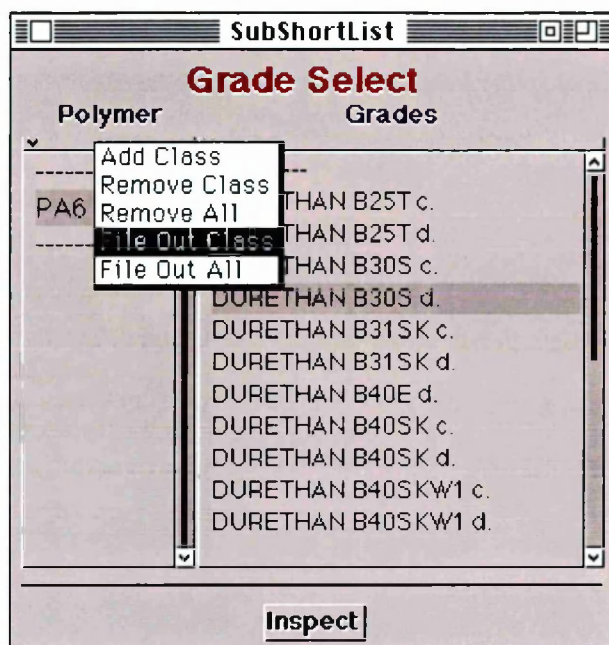 SubShortList
Grade Select
Polymer Grades
Add Class
Remove Class
Remove All
File Out Class
File Out All
PA6
THAN B25T c.
THAN B25T d.
THAN B30S c.
DURETHAN B30S d.
DURETHAN B31SK c.
DURETHAN B31SK d.
DURETHAN B40E d.
DURETHAN B40SK c.
DURETHAN B40SK d.
DURETHAN B40SKW1 c.
DURETHAN B40SKW1 d.
Inspect